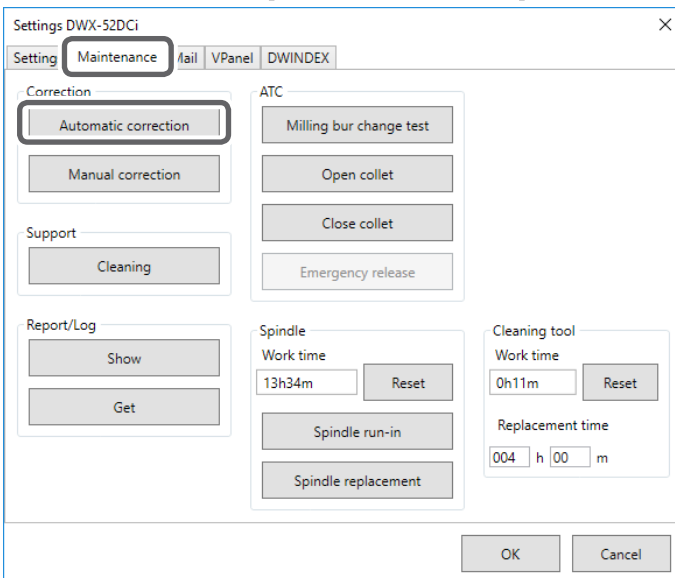 Settings DWX-52DCi
Setting Maintenance Mail VPanel DWINDEX
Correction
Automatic correction
Manual correction
Support
Cleaning
Report/Log
Show
Get
ATC
Milling bur change test
Open collet
Close collet
Emergency release
Spindle
Work time
13h34m Reset
Spindle run-in
Spindle replacement
Cleaning tool
Work time
0h11m Reset
Replacement time
004 h 00 m
OK Cancel